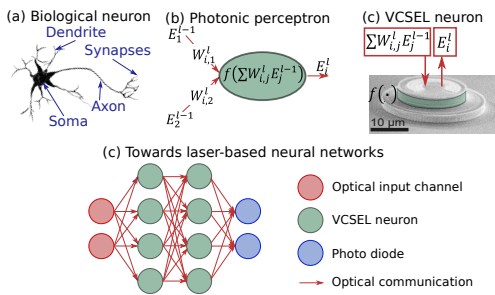 (a) Biological neuron
Dendrite
Synapses
Soma
Axon
(b) Photonic perceptron
E_1^{l-1}
W_{i,1}^l
f(∑W_{i,j}^l E_j^{l-1})
E_i^l
W_{i,2}^l
E_2^{l-1}
(c) VCSEL neuron
∑W_{i,j}^l E_j^{l-1}
E_i^l
f(·)
10 µm
(c) Towards laser-based neural networks
Optical input channel
VCSEL neuron
Photo diode
Optical communication